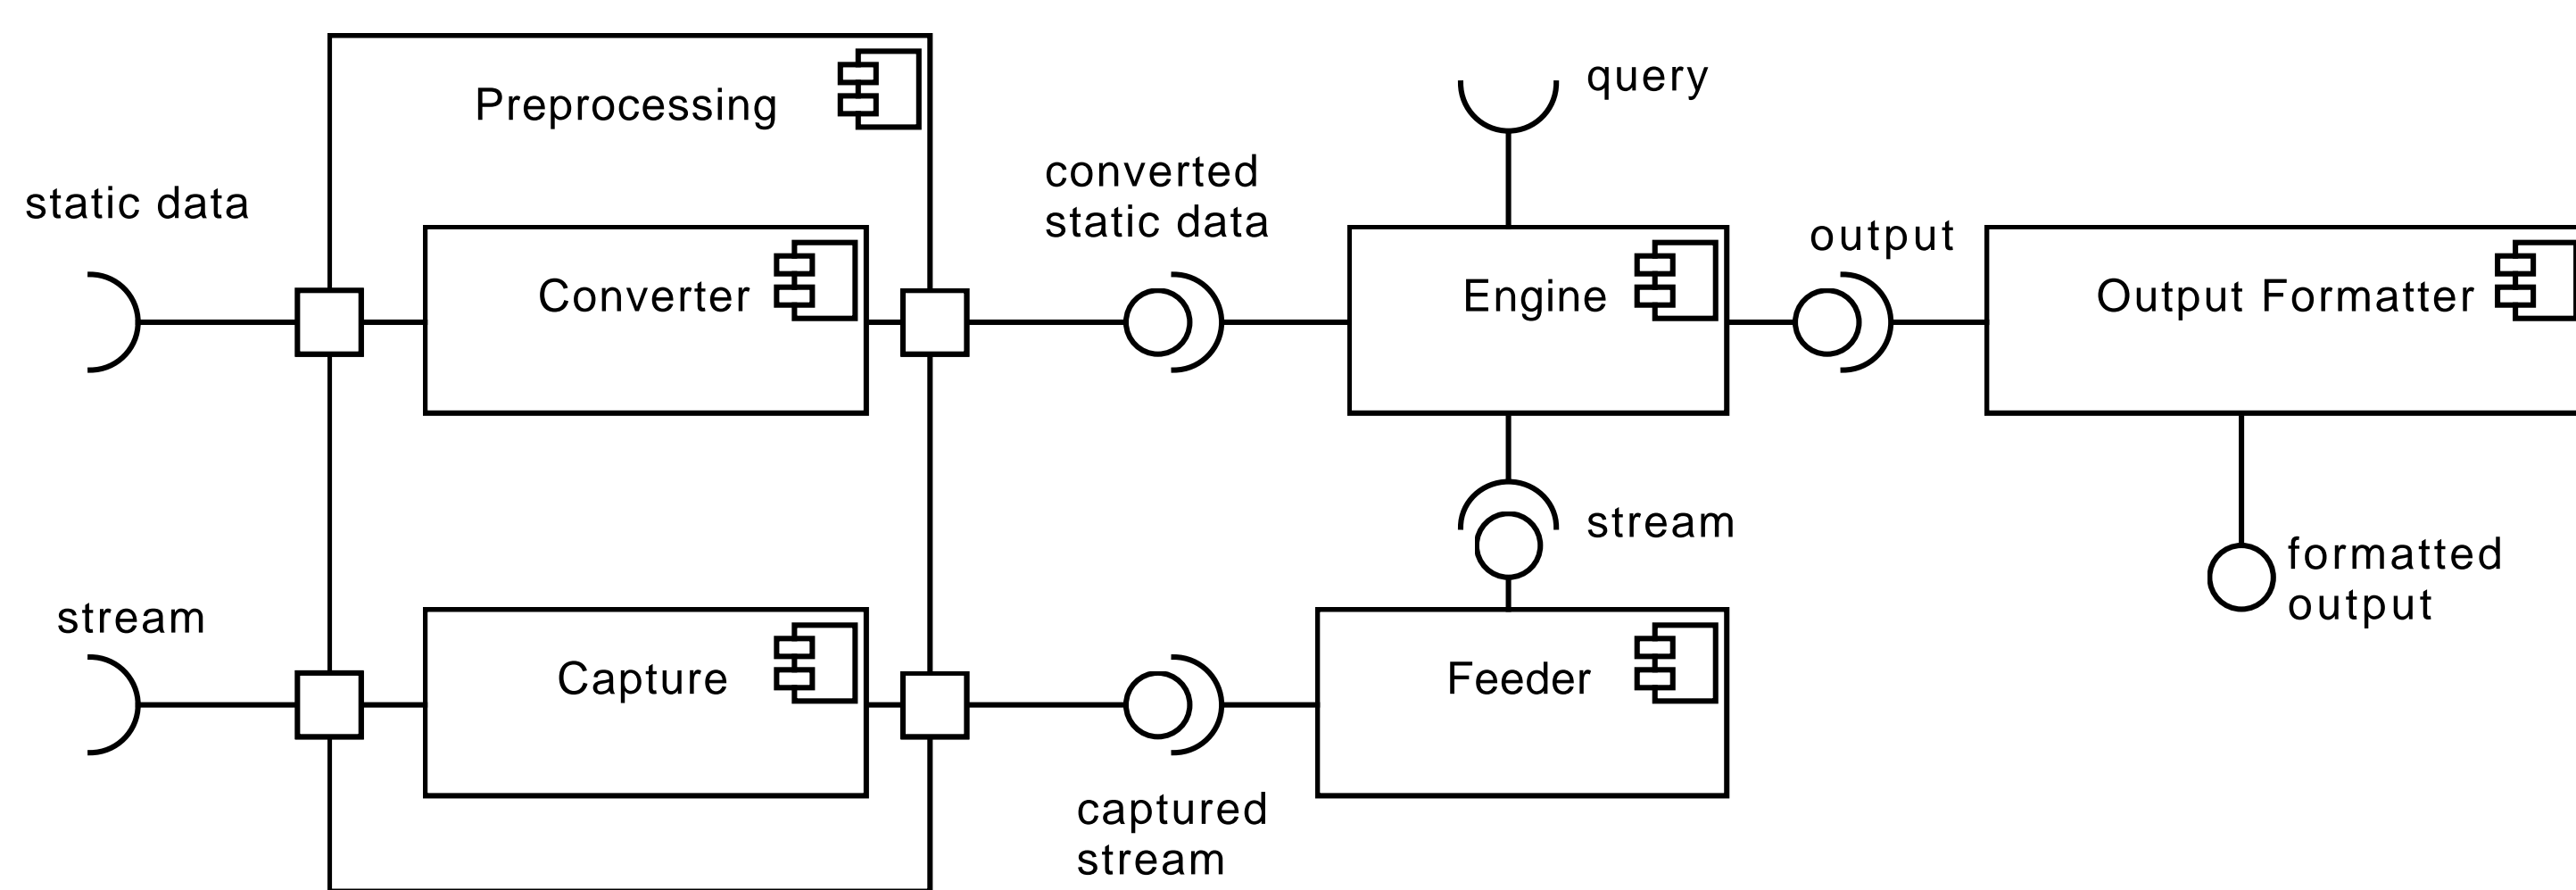 Preprocessing
query
converted
static data
static data
output
Converter
Engine
Output Formatter
stream
formatted
output
stream
Capture
Feeder
captured
stream